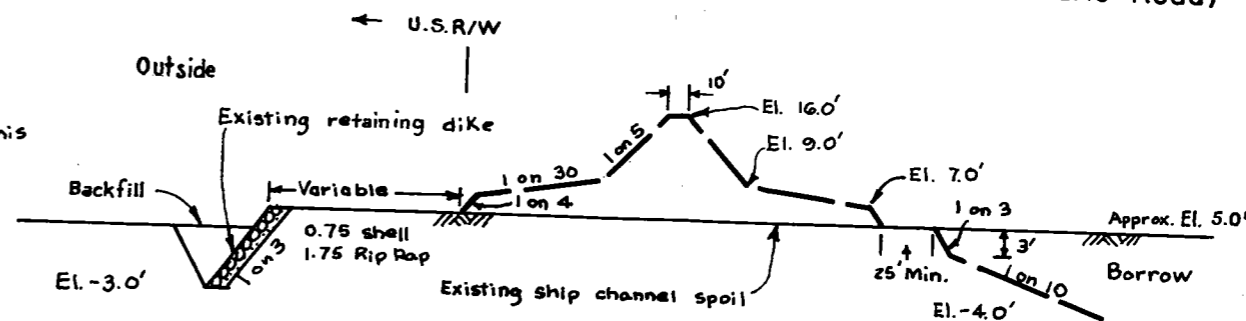 U.S.R/W
Outside
10'
Existing retaining dike
El. 16.0'
El. 9.0'
1 on 5
1 on 30
Backfill
Variable
1 on 4
El. 7.0'
1 on 3
Approx. El. 5.0'
0.75 shell
1.75 Rip Rap
1 on 3
3'
25' Min.
1 on 10
Borrow
El.-3.0'
Existing ship channel spoil
El.-4.0'